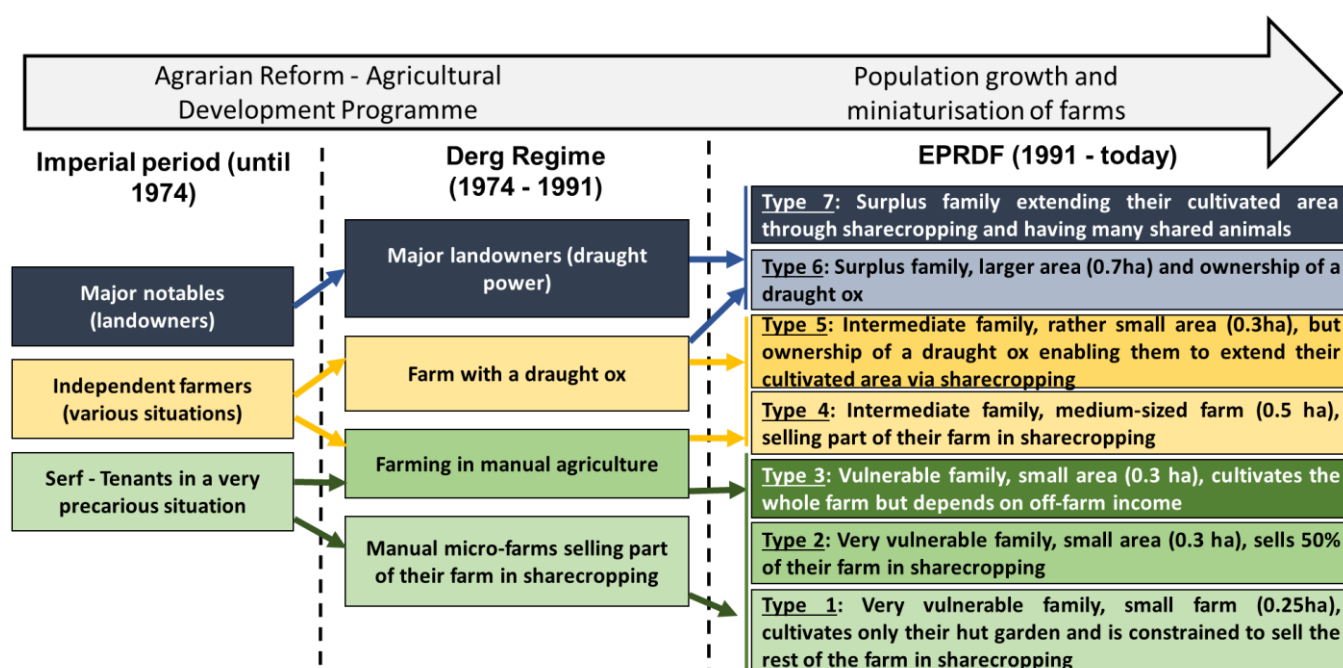 Agrarian Reform - Agricultural
Development Programme
Population growth and
miniaturisation of farms
Imperial period (until
1974)
Derg Regime
(1974 - 1991)
EPRDF (1991 - today)
Major notables
(landowners)
Independent farmers
(various situations)
Serf - Tenants in a very
precarious situation
Major landowners (draught
power)
Farm with a draught ox
Farming in manual agriculture
Manual micro-farms selling part
of their farm in sharecropping
Type 7: Surplus family extending their cultivated area
through sharecropping and having many shared animals
Type 6: Surplus family, larger area (0.7ha) and ownership of a
draught ox
Type 5: Intermediate family, rather small area (0.3ha), but
ownership of a draught ox enabling them to extend their
cultivated area via sharecropping
Type 4: Intermediate family, medium-sized farm (0.5 ha),
selling part of their farm in sharecropping
Type 3: Vulnerable family, small area (0.3 ha), cultivates the
whole farm but depends on off-farm income
Type 2: Very vulnerable family, small area (0.3 ha), sells 50%
of their farm in sharecropping
Type 1: Very vulnerable family, small farm (0.25ha),
cultivates only their hut garden and is constrained to sell the
rest of the farm in sharecropping